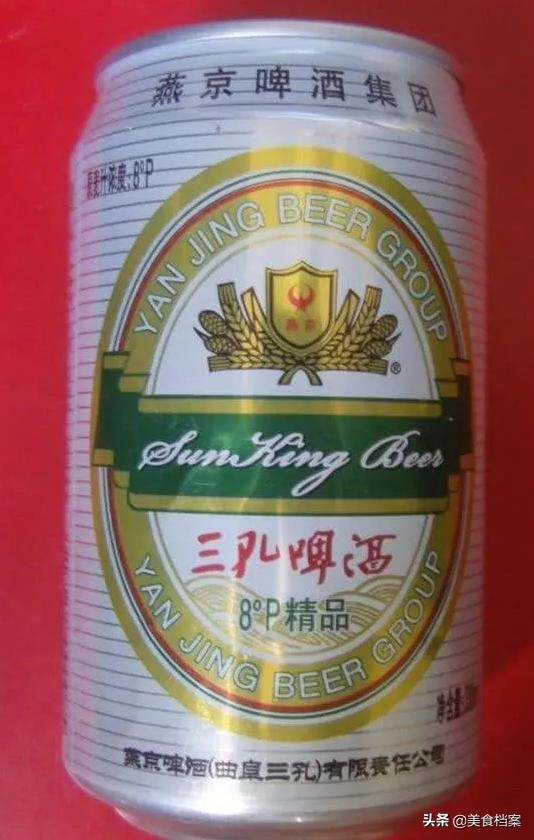 燕京啤酒集团
原麦汁浓度:8°P
YAN JING BEER GROUP
燕京
®
SunKing Beer
三孔啤酒
8°P精品
YAN JING BEER GROUP
净含量:
燕京啤酒(曲阜三孔)有限责任公司
头条@美食档案